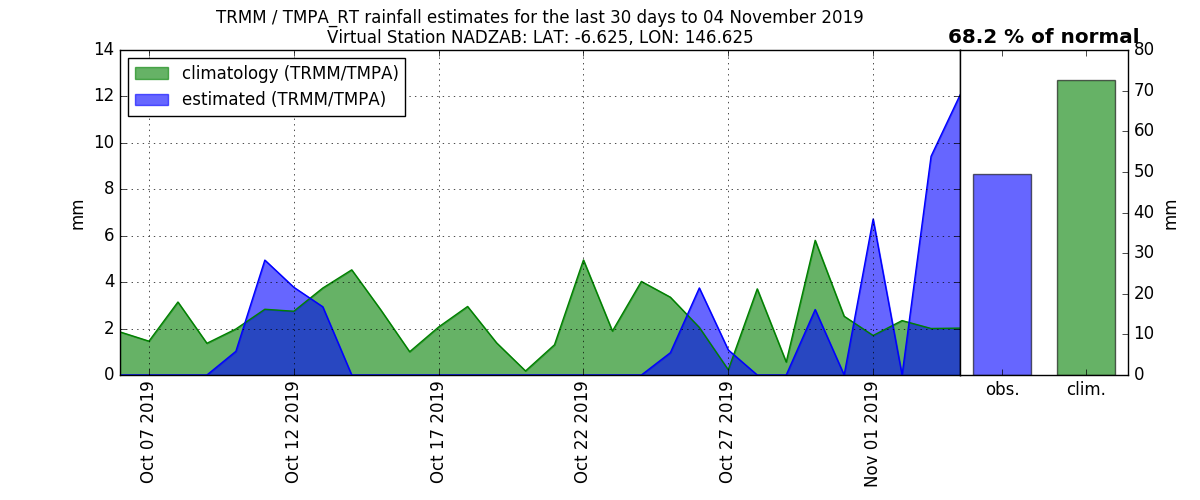 TRMM / TMPA_RT rainfall estimates for the last 30 days to 04 November 2019
Virtual Station NADZAB: LAT: -6.625, LON: 146.625
68.2 % of normal
climatology (TRMM/TMPA)
estimated (TRMM/TMPA)
14
12
10
8
6
4
2
0
mm
Oct 07 2019
Oct 12 2019
Oct 17 2019
Oct 22 2019
Oct 27 2019
Nov 01 2019
80
70
60
50
40
30
20
10
0
mm
obs.
clim.